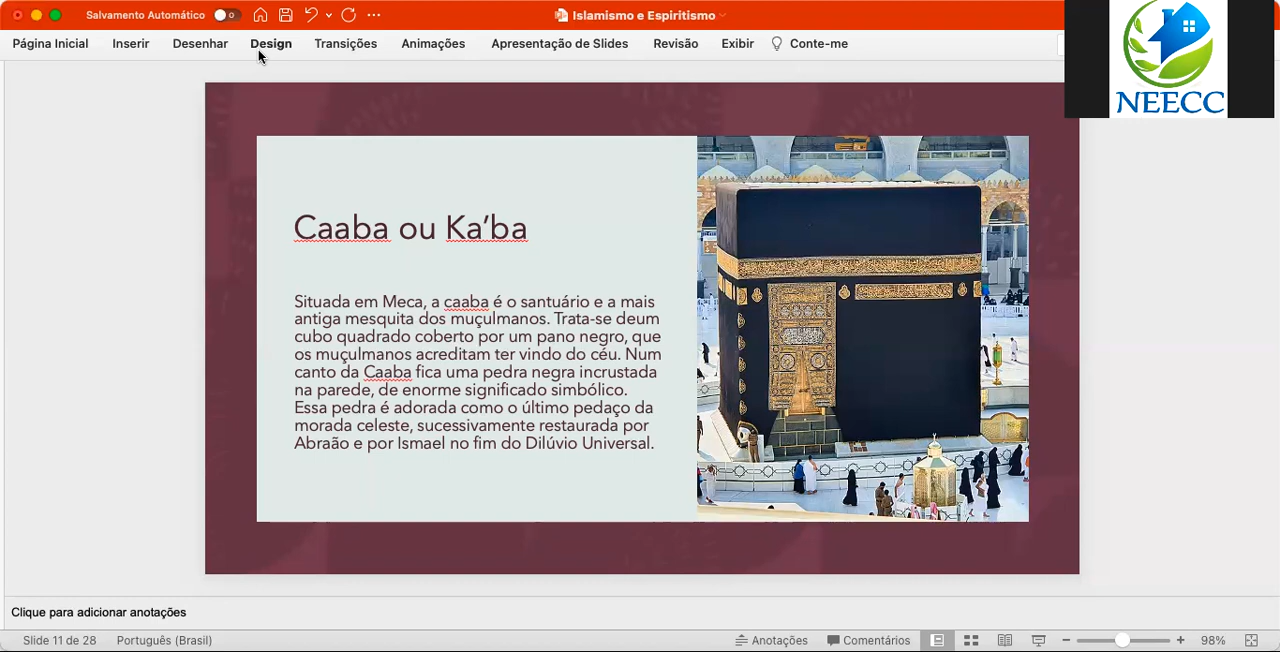 Salvamento Automático
Islamismo e Espiritismo
Página Inicial Inserir Desenhar Design Transições Animações Apresentação de Slides Revisão Exibir Conte-me
NEECC
Caaba ou Ka’ba
Situada em Meca, a caaba é o santuário e a mais
antiga mesquita dos muçulmanos. Trata-se deum
cubo quadrado coberto por um pano negro, que
os muçulmanos acreditam ter vindo do céu. Num
canto da Caaba fica uma pedra negra incrustada
na parede, de enorme significado simbólico.
Essa pedra é adorada como o último pedaço da
morada celeste, sucessivamente restaurada por
Abraão e por Ismael no fim do Dilúvio Universal.
Clique para adicionar anotações
Slide 11 de 28 Português (Brasil) Anotações Comentários 98%